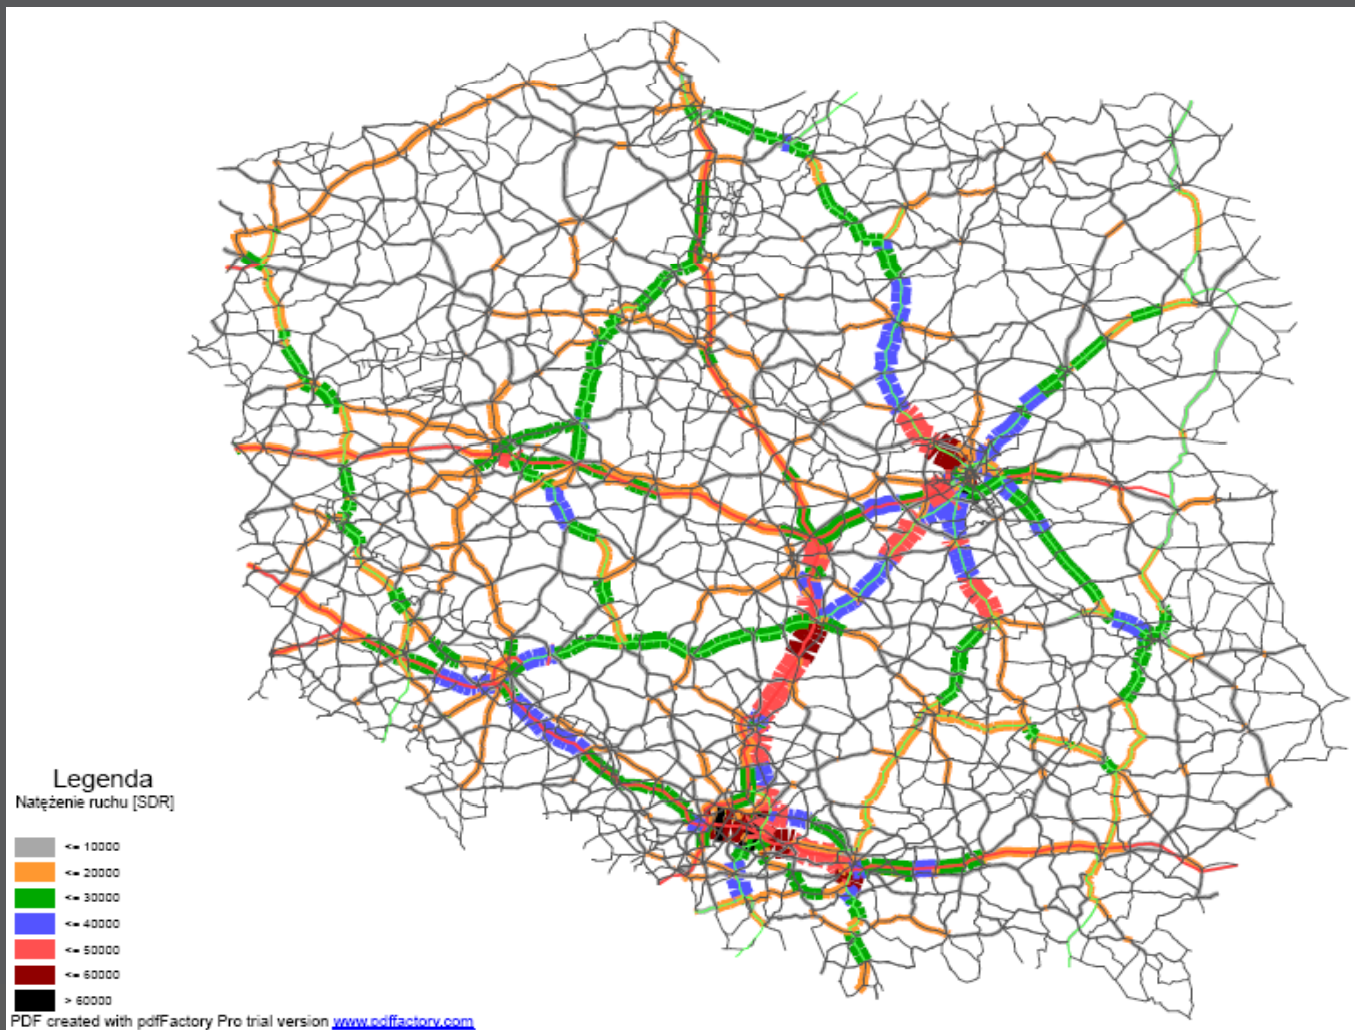 Legenda
Natężenie ruchu [SDR]
<= 10000
<= 20000
<= 30000
<= 40000
<= 50000
<= 60000
> 60000
PDF created with pdfFactory Pro trial version www.pdffactory.com